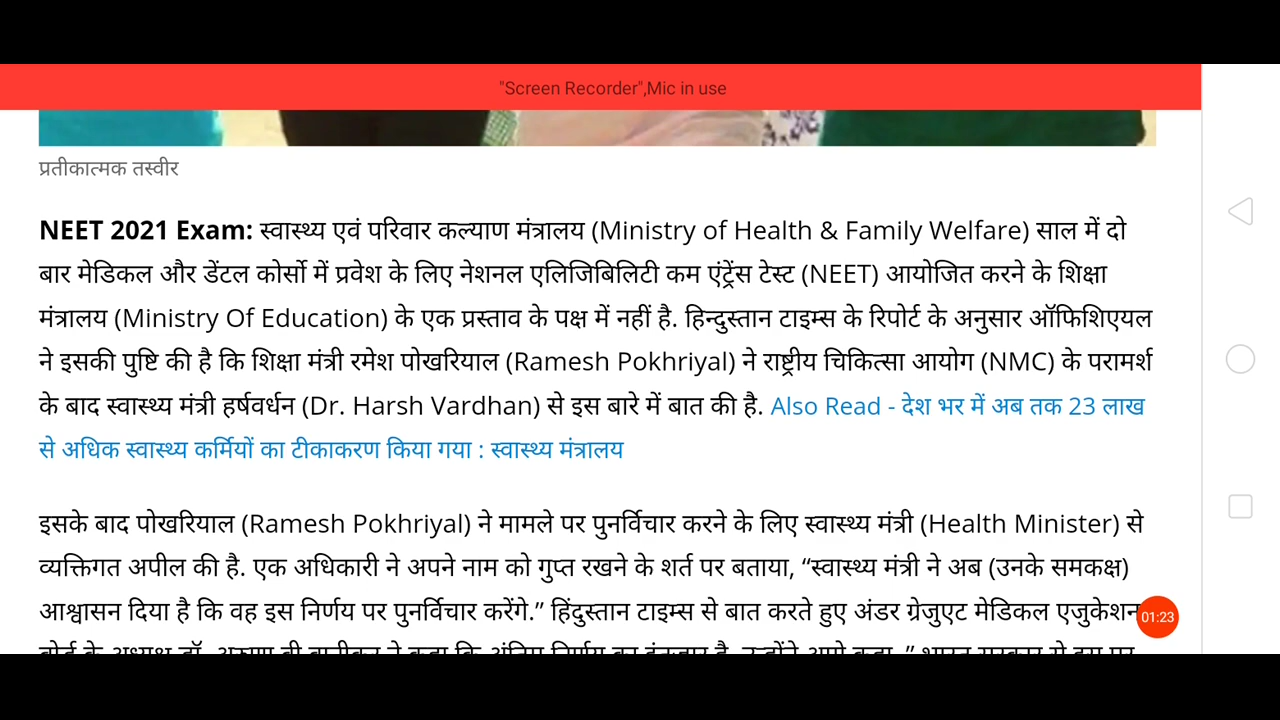 "Screen Recorder",Mic in use
प्रतीकात्मक तस्वीर
NEET 2021 Exam: स्वास्थ्य एवं परिवार कल्याण मंत्रालय (Ministry of Health & Family Welfare) साल में दो
बार मेडिकल और डेंटल कोर्सो में प्रवेश के लिए नेशनल एलिजिबिलिटी कम एंट्रेंस टेस्ट (NEET) आयोजित करने के शिक्षा
मंत्रालय (Ministry Of Education) के एक प्रस्ताव के पक्ष में नहीं है. हिन्दुस्तान टाइम्स के रिपोर्ट के अनुसार ऑफिशिएयल
ने इसकी पुष्टि की है कि शिक्षा मंत्री रमेश पोखरियाल (Ramesh Pokhriyal) ने राष्ट्रीय चिकित्सा आयोग (NMC) के परामर्श
के बाद स्वास्थ्य मंत्री हर्षवर्धन (Dr. Harsh Vardhan) से इस बारे में बात की है. Also Read - देश भर में अब तक 23 लाख
से अधिक स्वास्थ्य कर्मियों का टीकाकरण किया गया : स्वास्थ्य मंत्रालय
इसके बाद पोखरियाल (Ramesh Pokhriyal) ने मामले पर पुनर्विचार करने के लिए स्वास्थ्य मंत्री (Health Minister) से
व्यक्तिगत अपील की है. एक अधिकारी ने अपने नाम को गुप्त रखने के शर्त पर बताया, “स्वास्थ्य मंत्री ने अब (उनके समकक्ष)
आश्वासन दिया है कि वह इस निर्णय पर पुनर्विचार करेंगे.” हिंदुस्तान टाइम्स से बात करते हुए अंडर ग्रेजुएट मेडिकल एजुकेशन
01:23